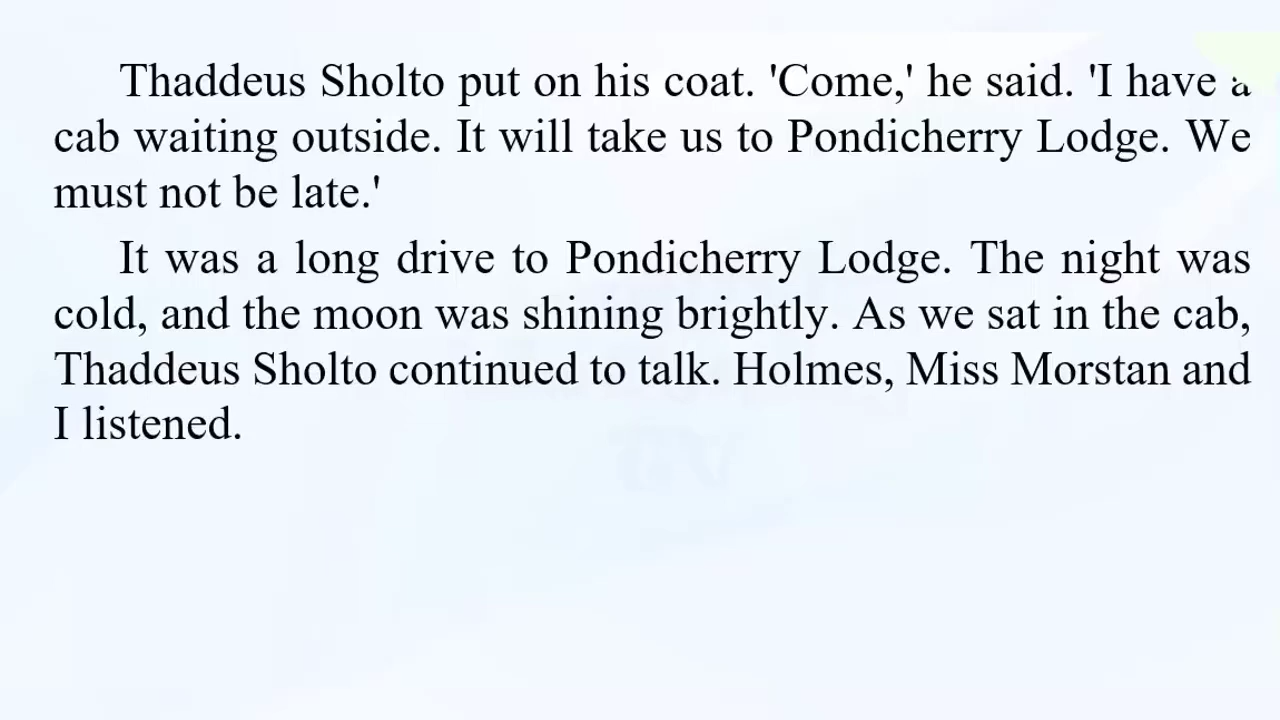 Thaddeus Sholto put on his coat. 'Come,' he said. 'I have a
cab waiting outside. It will take us to Pondicherry Lodge. We
must not be late.'
It was a long drive to Pondicherry Lodge. The night was
cold, and the moon was shining brightly. As we sat in the cab,
Thaddeus Sholto continued to talk. Holmes, Miss Morstan and
I listened.